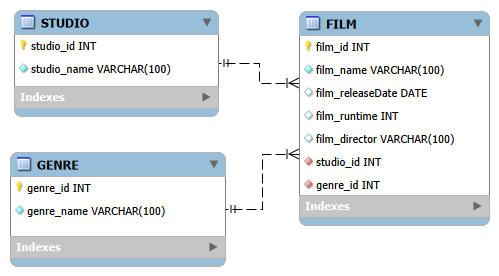 STUDIO
studio_id INT
studio_name VARCHAR(100)
Indexes
FILM
film_id INT
film_name VARCHAR(100)
film_releaseDate DATE
film_runtime INT
film_director VARCHAR(100)
studio_id INT
genre_id INT
Indexes
GENRE
genre_id INT
genre_name VARCHAR(100)
Indexes